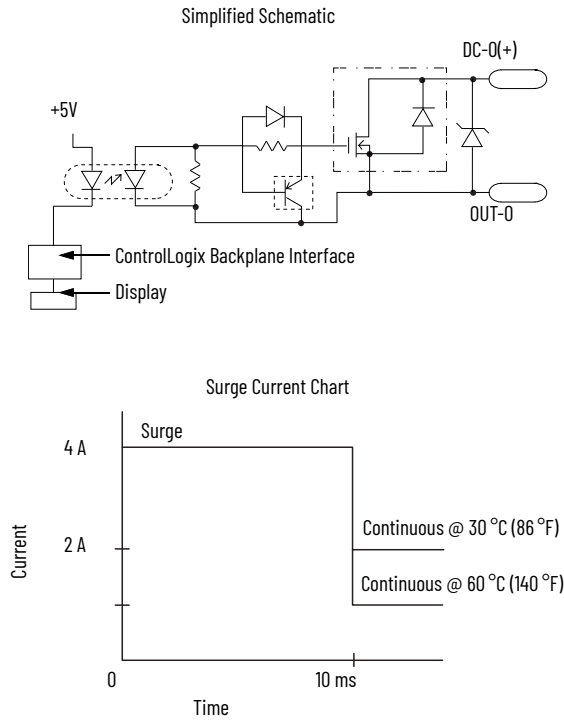 Simplified Schematic
DC-0(+)
+5V
OUT-0
ControlLogix Backplane Interface
Display
Surge Current Chart
Surge
4 A
Continuous @ 30 °C (86 °F)
2 A
Current
Continuous @ 60 °C (140 °F)
0
10 ms
Time